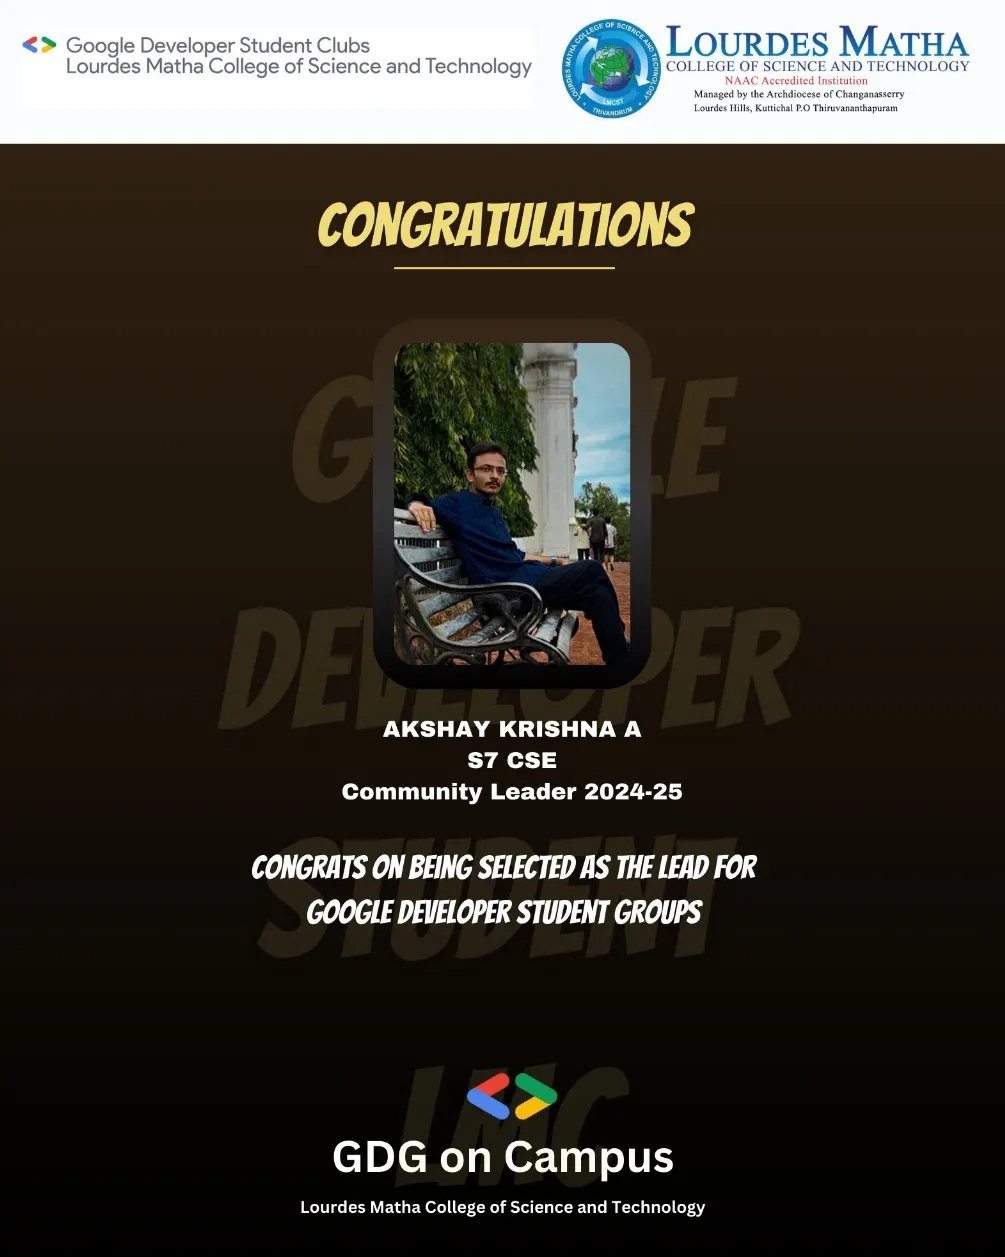 Google Developer Student Clubs
Lourdes Matha College of Science and Technology
LOURDES MATHA COLLEGE OF SCIENCE AND TECHNOLOGY
LMCST
TRIVANDRUM
LOURDES MATHA
COLLEGE OF SCIENCE AND TECHNOLOGY
NAAC Accredited Institution
Managed by the Archdiocese of Changanasserry
Lourdes Hills, Kuttichal P.O Thiruvananthapuram
CONGRATULATIONS
DEVELOPER
AKSHAY KRISHNA A
S7 CSE
Community Leader 2024-25
STUDENT
CONGRATS ON BEING SELECTED AS THE LEAD FOR
GOOGLE DEVELOPER STUDENT GROUPS
LMC
GDG on Campus
Lourdes Matha College of Science and Technology